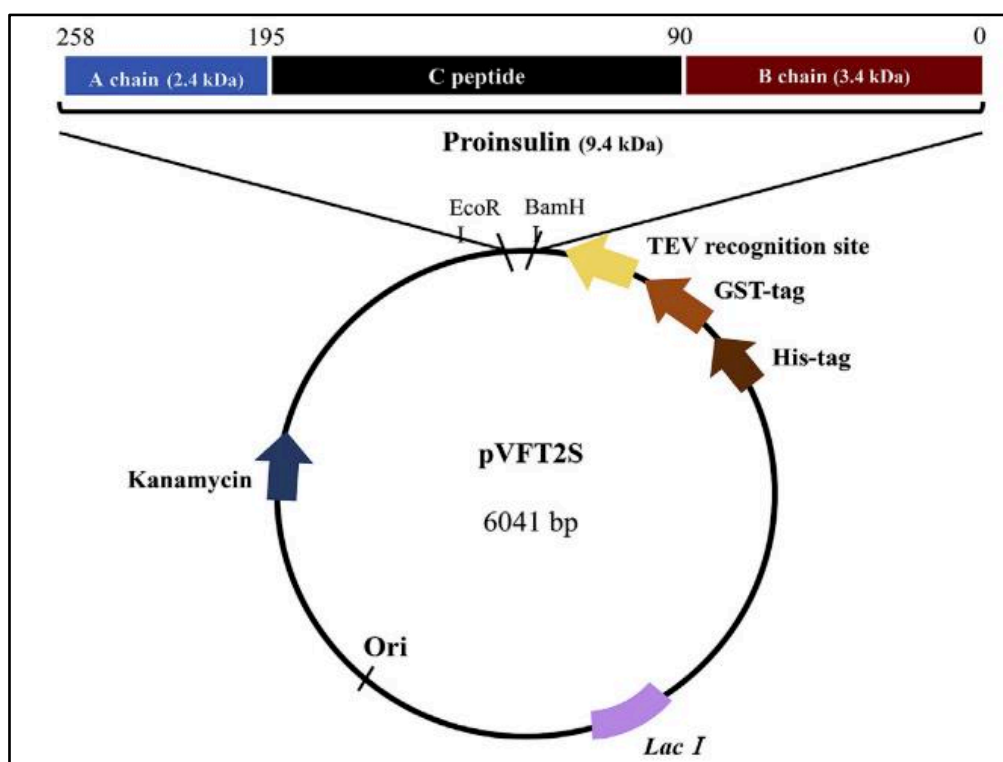 258 195 90 0
A chain (2.4 kDa) C peptide B chain (3.4 kDa)
Proinsulin (9.4 kDa)
EcoR BamH
I I
TEV recognition site
GST-tag
His-tag
pVFT2S
Kanamycin
6041 bp
Ori
Lac I